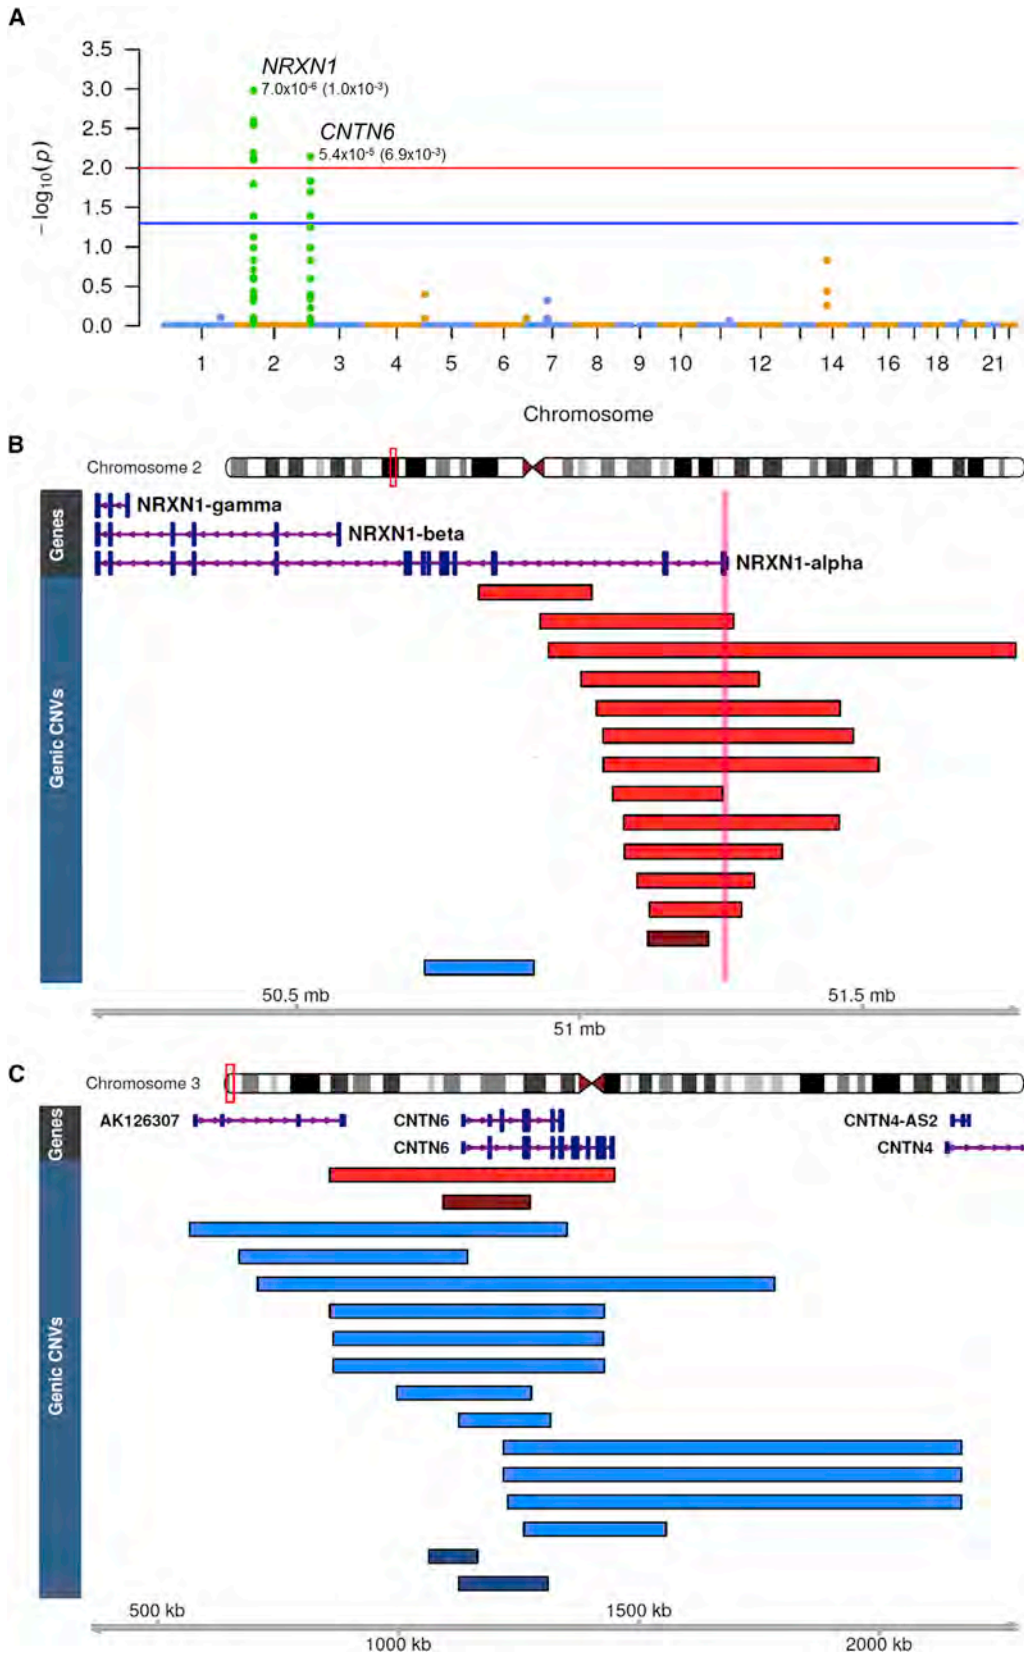 A
3.5
3.0
2.5
2.0
1.5
1.0
0.5
0.0
−log10(p)
NRXN1
7.0x10-6 (1.0x10-3)
CNTN6
5.4x10-5 (6.9x10-3)
1 2 3 4 5 6 7 8 9 10 12 14 16 18 21
Chromosome
B
Chromosome 2
Genes
NRXN1-gamma
NRXN1-beta
NRXN1-alpha
Genic CNVs
50.5 mb
51.5 mb
51 mb
C
Chromosome 3
Genes
AK126307
CNTN6
CNTN4-AS2
CNTN6
CNTN4
Genic CNVs
500 kb
1500 kb
1000 kb
2000 kb